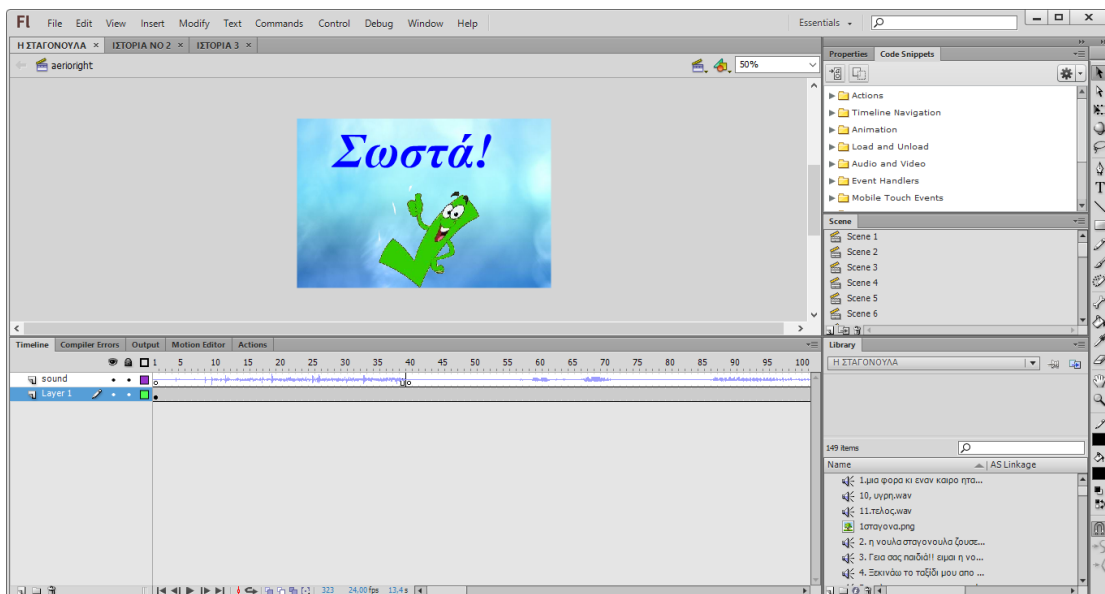 Fl File Edit View Insert Modify Text Commands Control Debug Window Help Essentials
Η ΣΤΑΓΟΝΟΥΛΑ × ΙΣΤΟΡΙΑ ΝΟ 2 × ΙΣΤΟΡΙΑ 3 ×
aerioright 50%
Σωστά!
Properties Code Snippets
Actions
Timeline Navigation
Animation
Load and Unload
Audio and Video
Event Handlers
Mobile Touch Events
Scene
Scene 1
Scene 2
Scene 3
Scene 4
Scene 5
Scene 6
Timeline Compiler Errors Output Motion Editor Actions
1 5 10 15 20 25 30 35 40 45 50 55 60 65 70 75 80 85 90 95 100
sound
Layer 1
323 24.00 fps 13.4 s
Library
Η ΣΤΑΓΟΝΟΥΛΑ
149 items
Name AS Linkage
1.μια φορα κι εναν καιρο ητα...
10, υγρη.wav
11.τελος.wav
1σταγονα.png
2. η νουλα σταγονουλα ζουσε...
3. Γεια σας παιδιά!! ειμαι η νο...
4. Ξεκινάω το ταξίδι μου απο ...